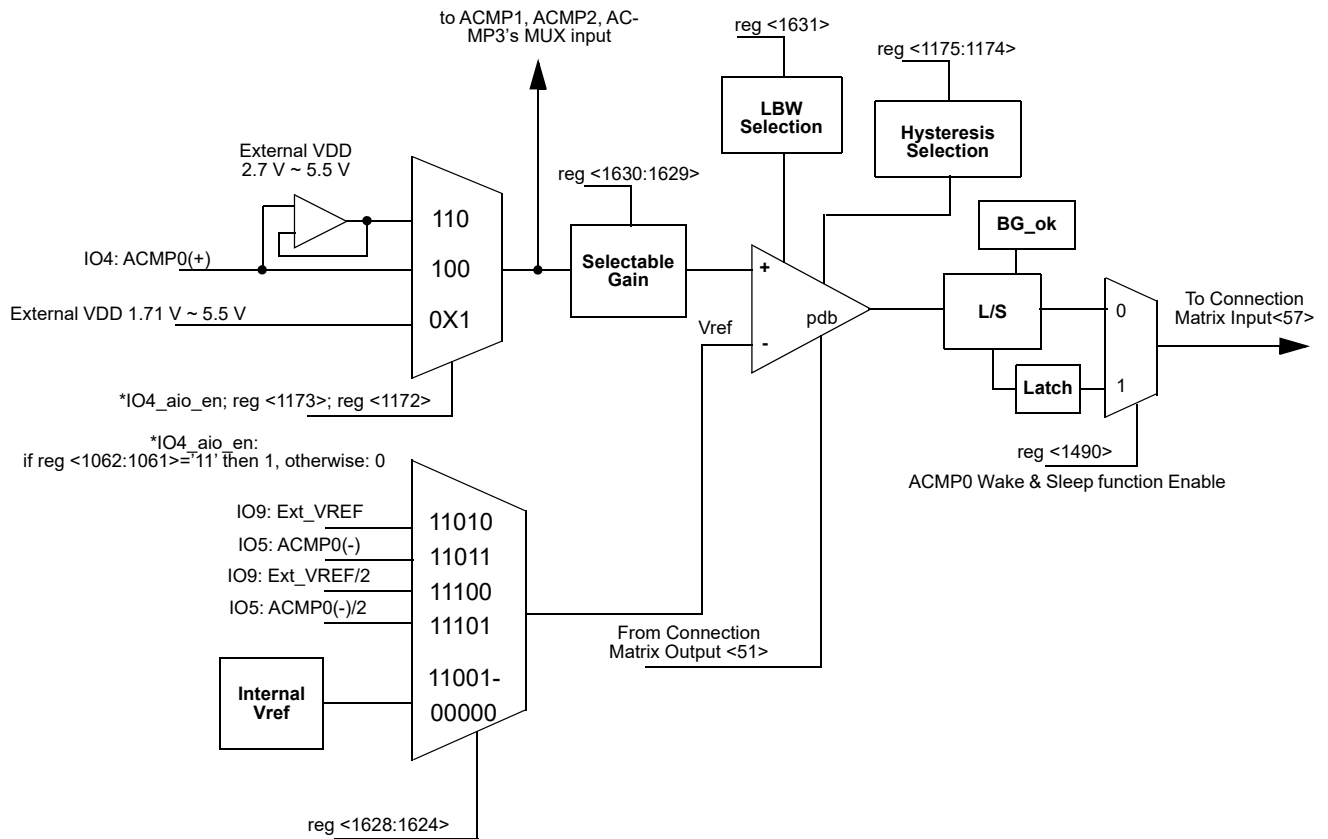 to ACMP1, ACMP2, AC-
MP3's MUX input
reg <1631>
reg <1175:1174>
LBW
Selection
Hysteresis
Selection
External VDD
2.7 V ~ 5.5 V
reg <1630:1629>
110
BG_ok
IO4: ACMP0(+)
100
Selectable
Gain
+
External VDD 1.71 V ~ 5.5 V
0X1
L/S
0
To Connection
Matrix Input<57>
Vref
pdb
-
Latch
1
*IO4_aio_en; reg <1173>; reg <1172>
*IO4_aio_en:
if reg <1062:1061>='11' then 1, otherwise: 0
reg <1490>
ACMP0 Wake & Sleep function Enable
IO9: Ext_VREF
11010
IO5: ACMP0(-)
11011
IO9: Ext_VREF/2
11100
IO5: ACMP0(-)/2
11101
From Connection
Matrix Output <51>
Internal
Vref
11001-
00000
reg <1628:1624>